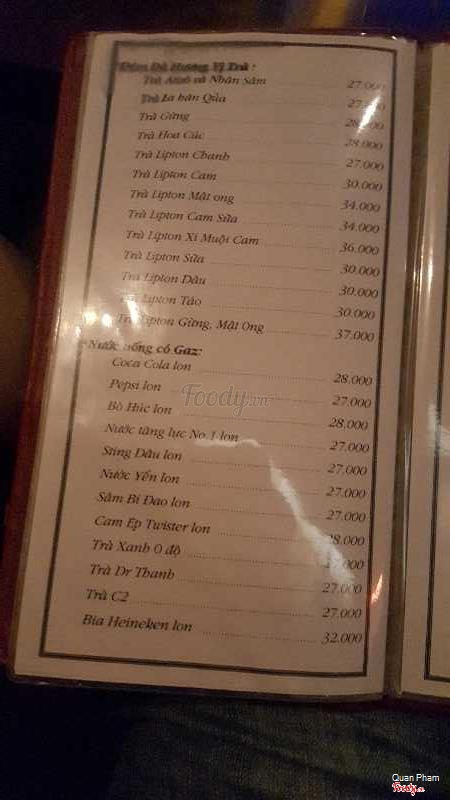 Đậm Đà Hương Vị Trà :
Trà Atisô và Nhân Sâm 27.000
Trà La hán Qủa
Trà Gừng
Trà Hoa Cúc 28.000
Trà Lipton Chanh 27.000
Trà Lipton Cam 30.000
Trà Lipton Mật ong 34.000
Trà Lipton Cam Sữa 34.000
Trà Lipton Xí Muội Cam 36.000
Trà Lipton Sữa 30.000
Trà Lipton Dâu 30.000
Trà Lipton Táo 30.000
Trà Lipton Gừng, Mật Ong 37.000
Nước uống có Gaz:
Coca Cola lon 28.000
Pepsi lon 27.000
Bò Húc lon 28.000
Nước tăng lực No.1 lon 27.000
Sting Dâu lon 27.000
Nước Yến lon 27.000
Sâm Bí Đao lon 27.000
Cam Ép Twister lon 28.000
Trà Xanh 0 độ 27.000
Trà Dr Thanh 27.000
Trà C2 27.000
Bia Heineken lon 32.000
Foody.vn
Quan Pham
Foody.vn